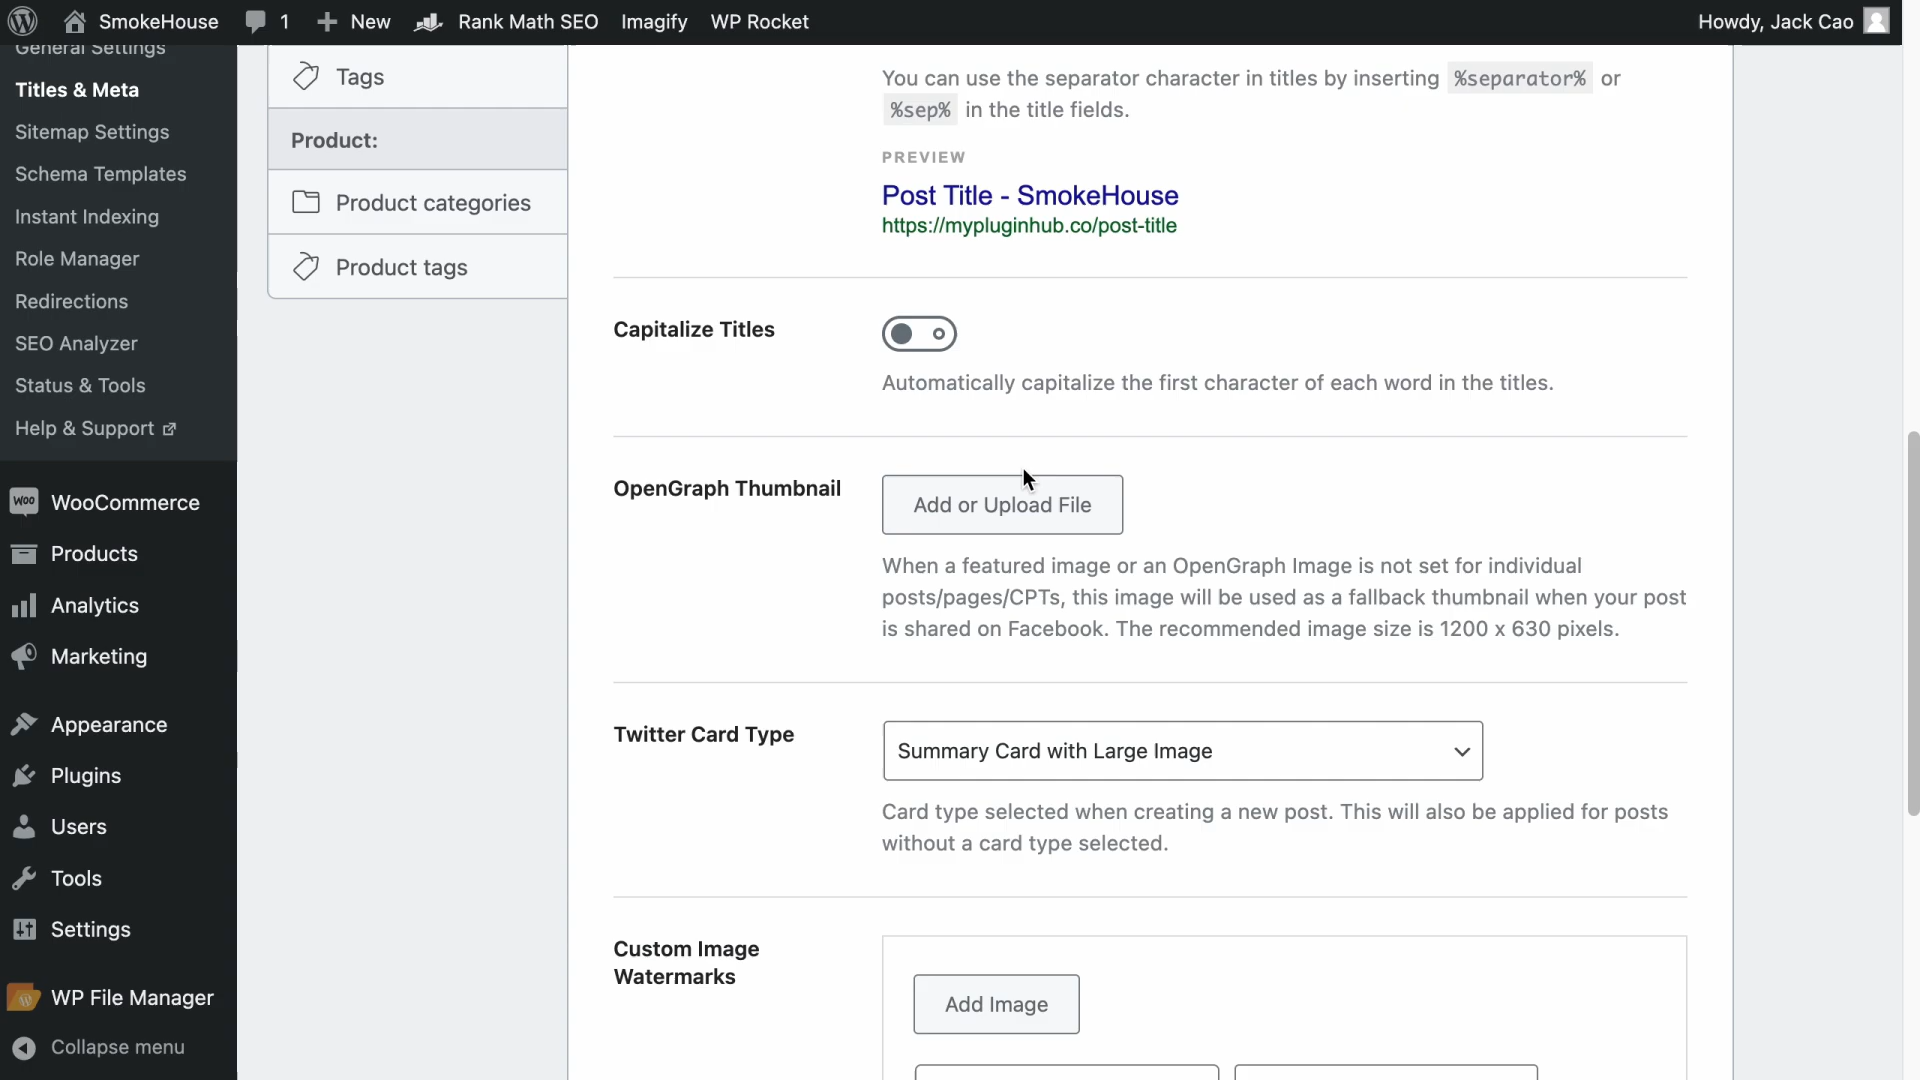 SmokeHouse
1
New
Rank Math SEO
Imagify
WP Rocket
Howdy, Jack Cao
General Settings
Titles & Meta
Sitemap Settings
Schema Templates
Instant Indexing
Role Manager
Redirections
SEO Analyzer
Status & Tools
Help & Support
Woo
WooCommerce
Products
Analytics
Marketing
Appearance
Plugins
Users
Tools
Settings
WP File Manager
Collapse menu
Tags
Product:
Product categories
Product tags
You can use the separator character in titles by inserting %separator% or
%sep% in the title fields.
PREVIEW
Post Title - SmokeHouse
https://mypluginhub.co/post-title
Capitalize Titles
Automatically capitalize the first character of each word in the titles.
OpenGraph Thumbnail
Add or Upload File
When a featured image or an OpenGraph Image is not set for individual
posts/pages/CPTs, this image will be used as a fallback thumbnail when your post
is shared on Facebook. The recommended image size is 1200 x 630 pixels.
Twitter Card Type
Summary Card with Large Image
Card type selected when creating a new post. This will also be applied for posts
without a card type selected.
Custom Image
Watermarks
Add Image